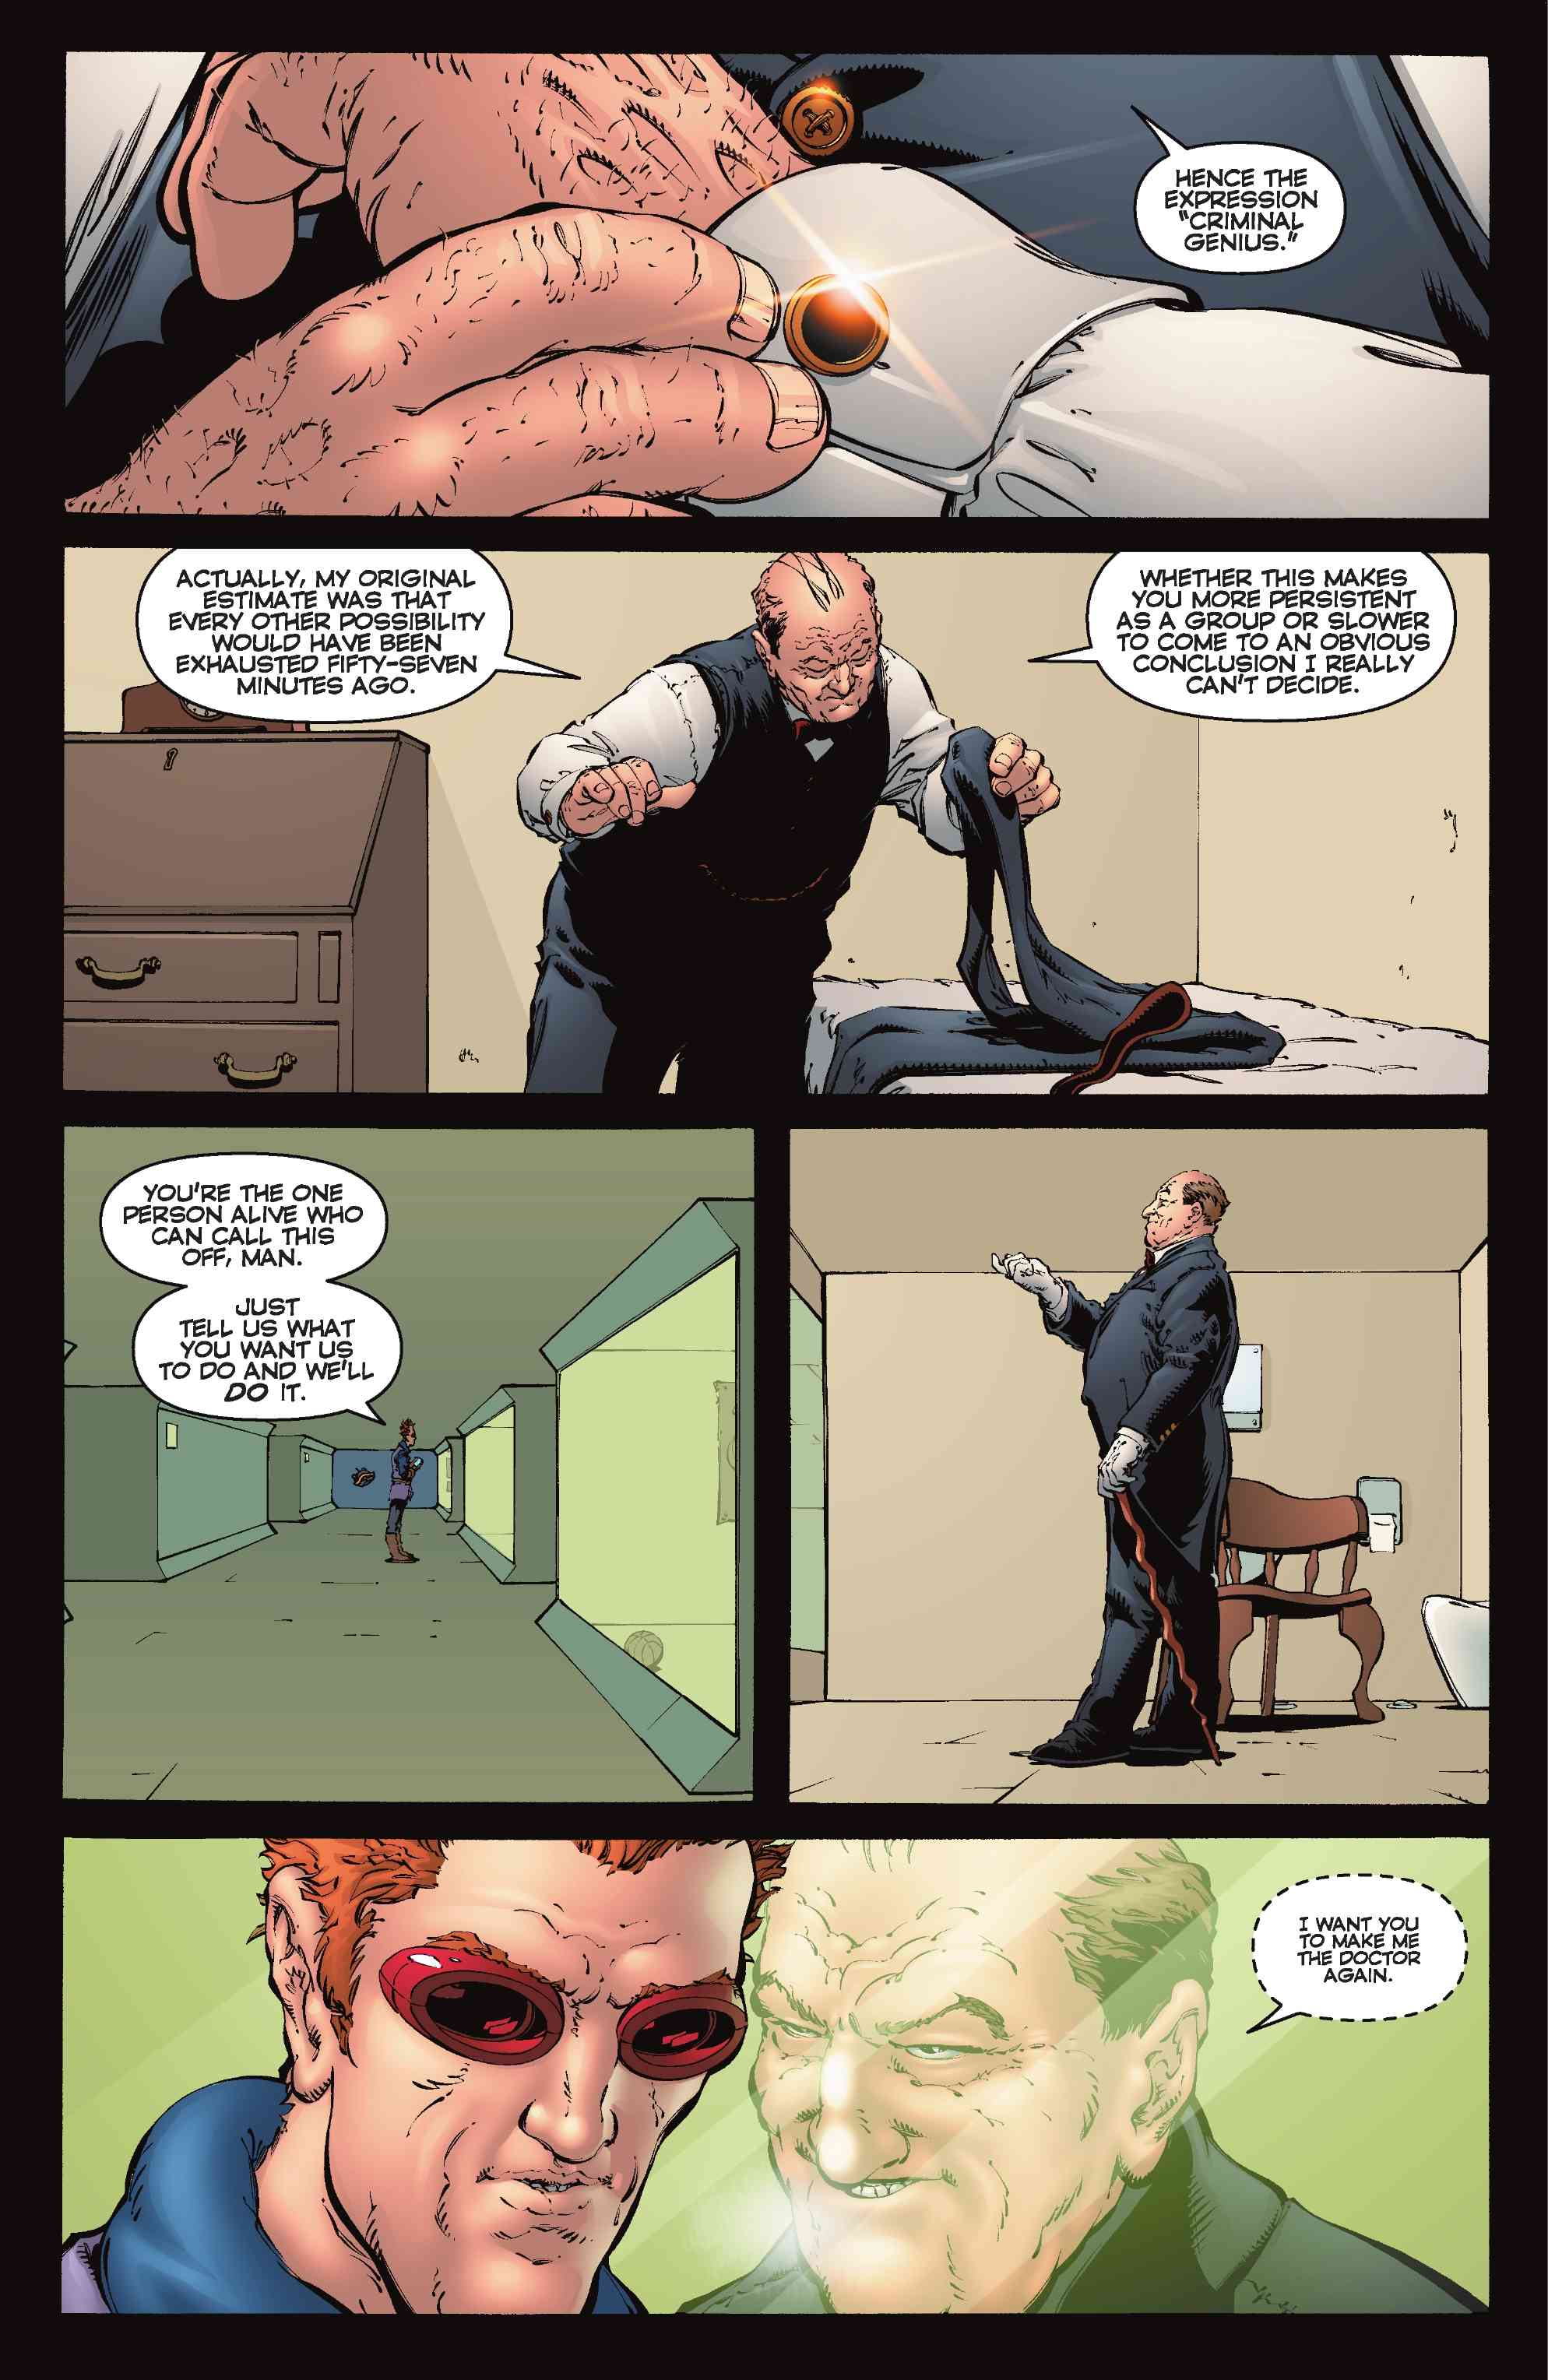 HENCE THE
EXPRESSION
"CRIMINAL
GENIUS."
ACTUALLY, MY ORIGINAL
ESTIMATE WAS THAT
EVERY OTHER POSSIBILITY
WOULD HAVE BEEN
EXHAUSTED FIFTY-SEVEN
MINUTES AGO.
WHETHER THIS MAKES
YOU MORE PERSISTENT
AS A GROUP OR SLOWER
TO COME TO AN OBVIOUS
CONCLUSION I REALLY
CAN'T DECIDE.
YOU'RE THE ONE
PERSON ALIVE WHO
CAN CALL THIS
OFF, MAN.
JUST
TELL US WHAT
YOU WANT US
TO DO AND WE'LL
DO IT.
I WANT YOU
TO MAKE ME
THE DOCTOR
AGAIN.